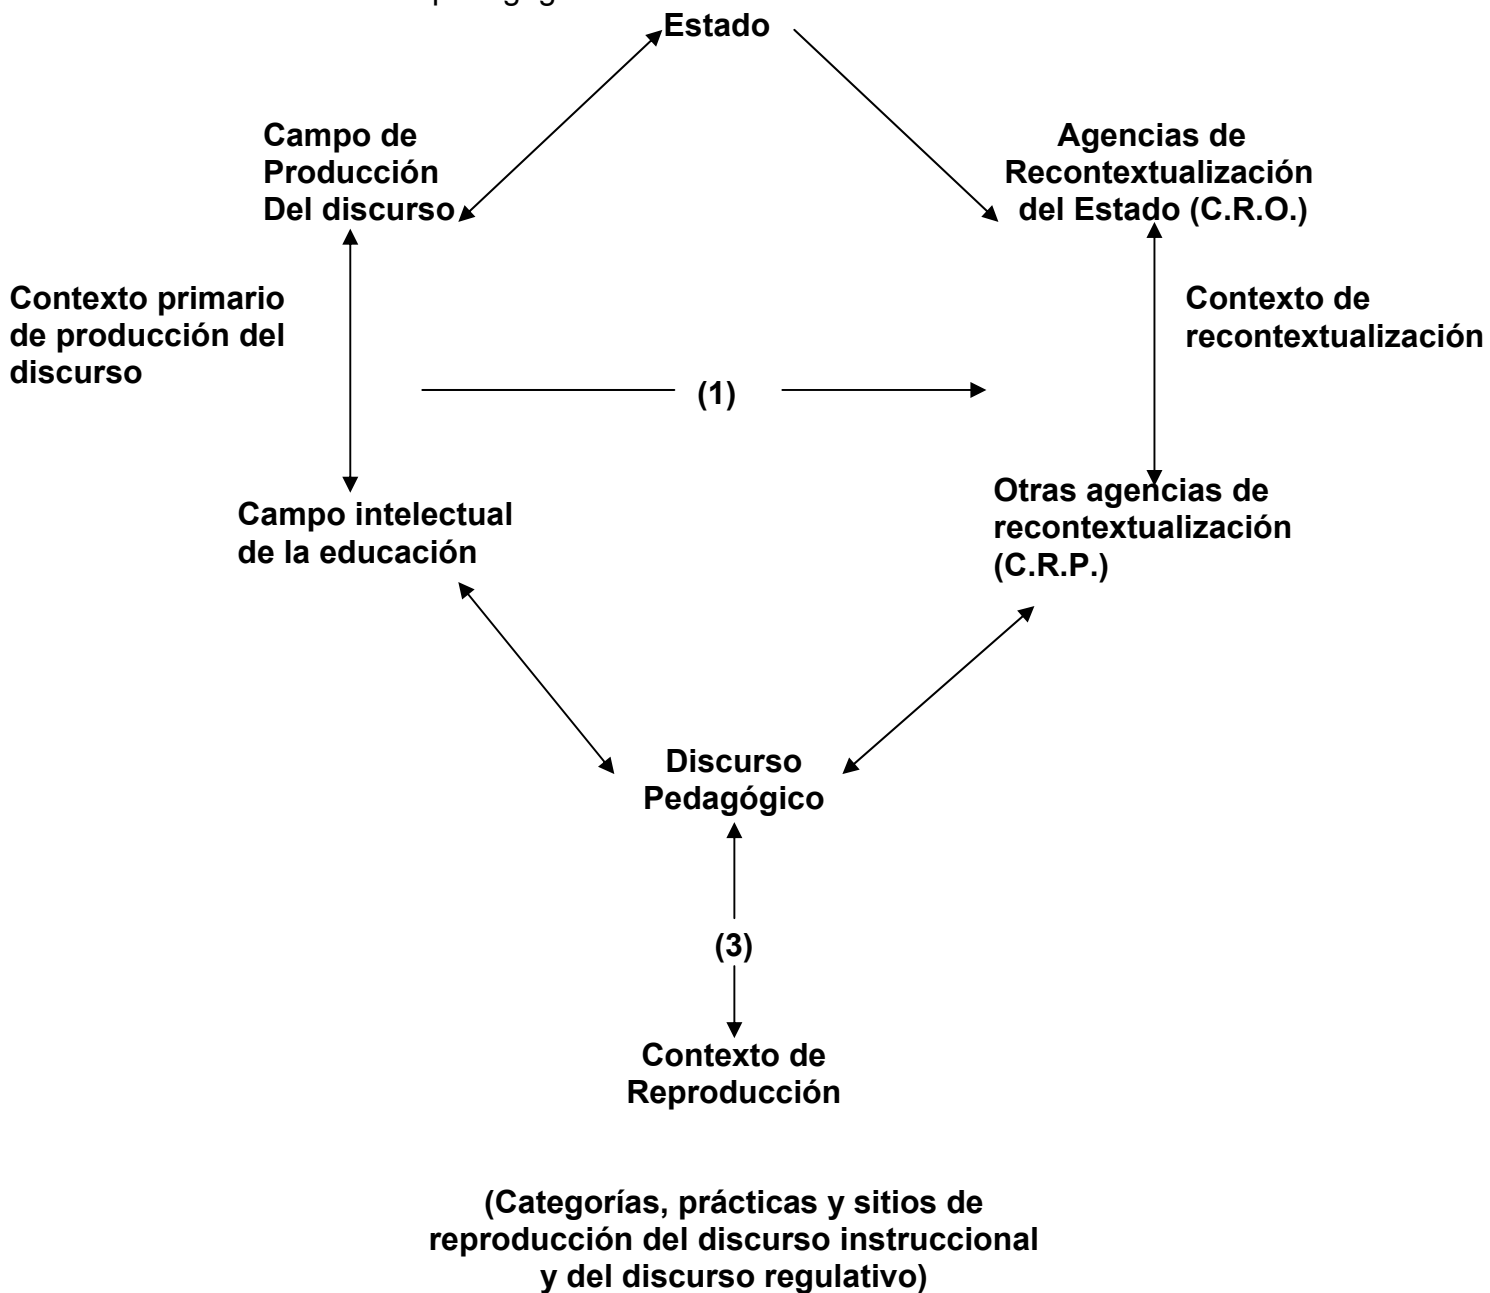 Estado
Campo de
Producción
Del discurso
Agencias de
Recontextualización
del Estado (C.R.O.)
Contexto primario
de producción del
discurso
Contexto de
recontextualización
(1)
Campo intelectual
de la educación
Otras agencias de
recontextualización
(C.R.P.)
Discurso
Pedagógico
(3)
Contexto de
Reproducción
(Categorías, prácticas y sitios de
reproducción del discurso instruccional
y del discurso regulativo)